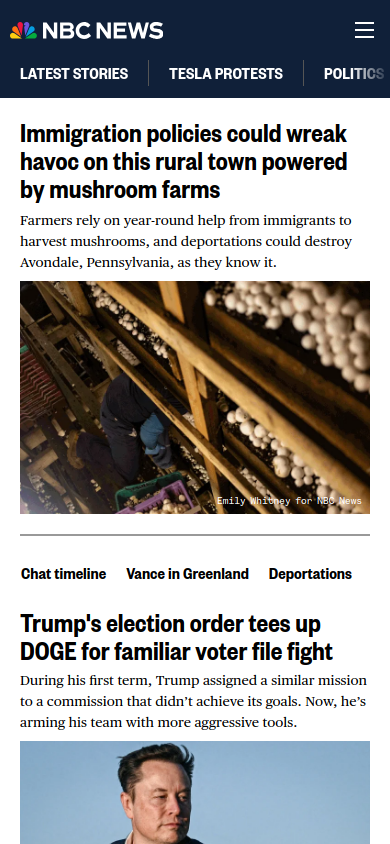 NBC NEWS
LATEST STORIES
TESLA PROTESTS
POLITICS
Immigration policies could wreak
havoc on this rural town powered
by mushroom farms
Farmers rely on year-round help from immigrants to
harvest mushrooms, and deportations could destroy
Avondale, Pennsylvania, as they know it.
Emily Whitney for NBC News
Chat timeline
Vance in Greenland
Deportations
Trump's election order tees up
DOGE for familiar voter file fight
During his first term, Trump assigned a similar mission
to a commission that didn’t achieve its goals. Now, he’s
arming his team with more aggressive tools.